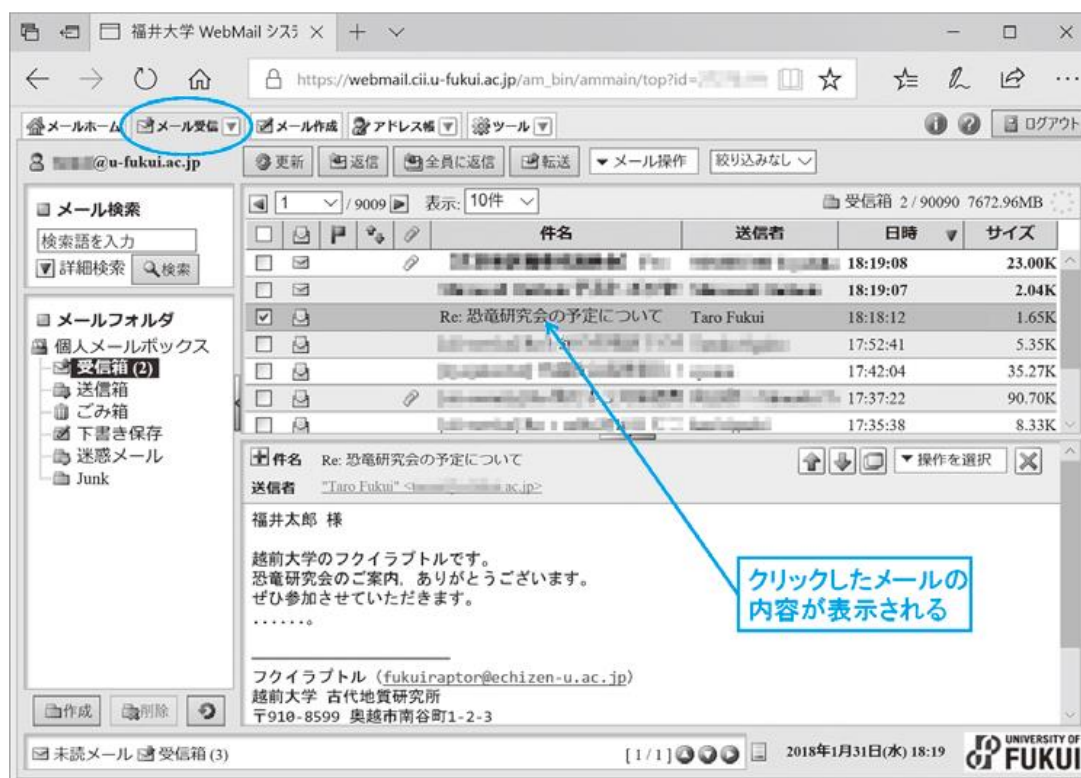 福井大学 WebMail シス
https://webmail.cii.u-fukui.ac.jp/am_bin/ammain/top?id=
メールホーム メール受信 メール作成 アドレス帳 ツール ログアウト
@u-fukui.ac.jp 更新 返信 全員に返信 転送 ▼メール操作 絞り込みなし
メール検索
検索語を入力
▼詳細検索 検索
メールフォルダ
個人メールボックス
受信箱 (2)
送信箱
ごみ箱
下書き保存
迷惑メール
Junk
作成 削除
1 / 9009 表示: 10件 受信箱 2 / 90090 7672.96MB
件名 送信者 日時 ▼ サイズ
18:19:08 23.00K
18:19:07 2.04K
Re: 恐竜研究会の予定について Taro Fukui 18:18:12 1.65K
17:52:41 5.35K
17:42:04 35.27K
17:37:22 90.70K
17:35:38 8.33K
件名 Re: 恐竜研究会の予定について ▼操作を選択
送信者 "Taro Fukui" < ac.jp>
福井太郎 様
越前大学のフクイラプトルです。
恐竜研究会のご案内，ありがとうございます。
ぜひ参加させていただきます。
......。
フクイラプトル（fukuiraptor@echizen-u.ac.jp）
越前大学 古代地質研究所
〒910-8599 奥越市南谷町1-2-3
クリックしたメールの
内容が表示される
未読メール 受信箱 (3) [1/1] 2018年1月31日(水) 18:19
UNIVERSITY OF
FUKUI